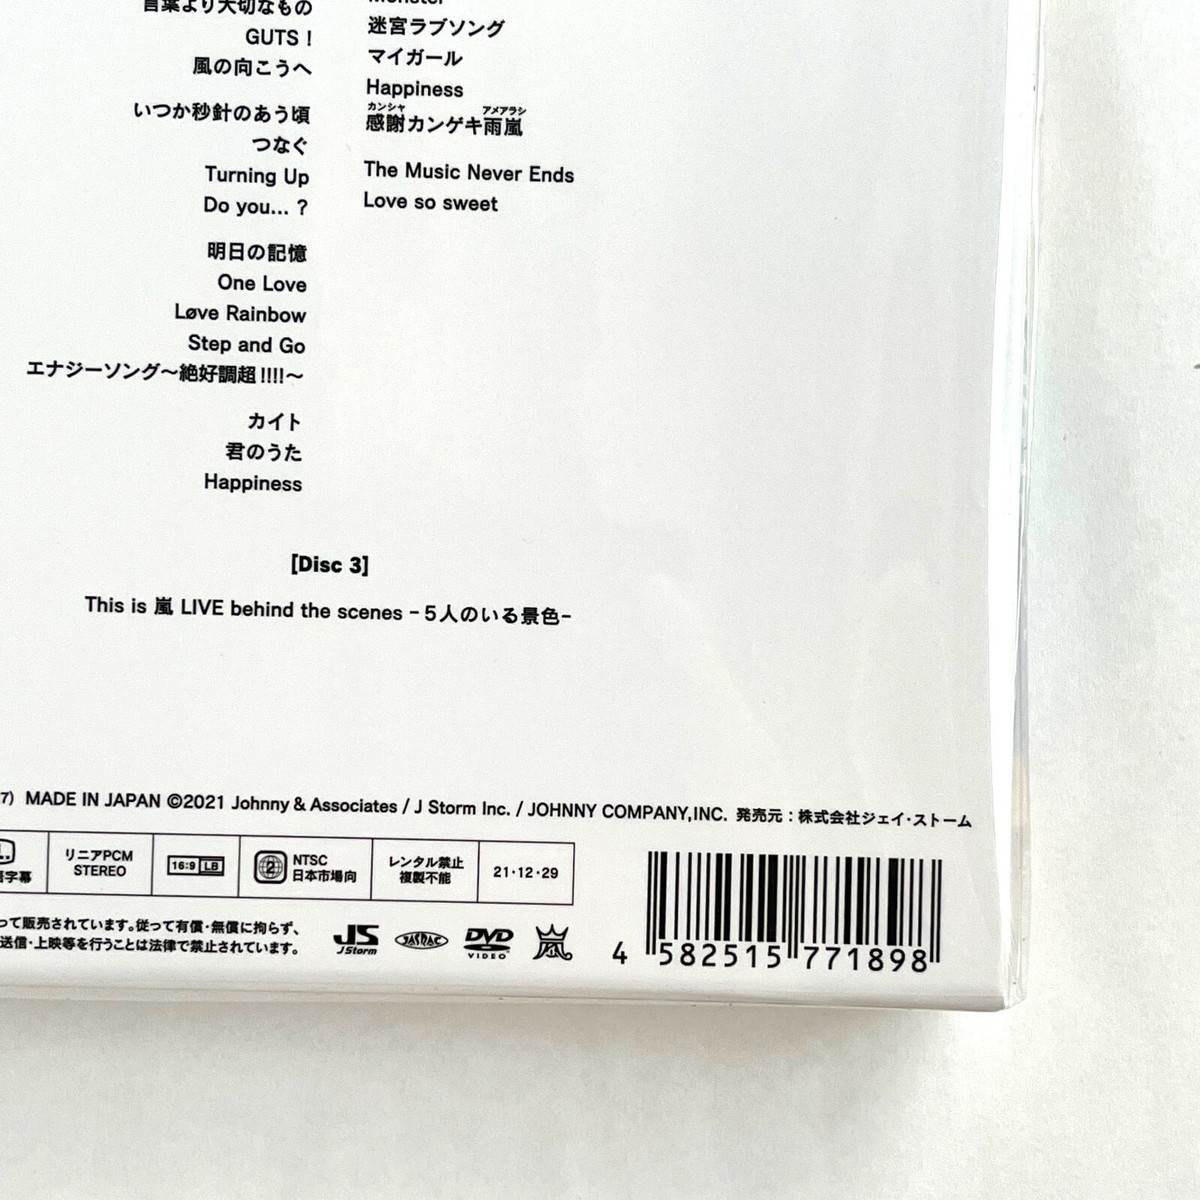 言葉より大切なもの
GUTS !
風の向こうへ
いつか秒針のあう頃
つなぐ
Turning Up
Do you... ?
明日の記憶
One Love
Løve Rainbow
Step and Go
エナジーソング〜絶好調超!!!!〜
カイト
君のうた
Happiness
Monster
迷宮ラブソング
マイガール
Happiness
カンシャ アメアラシ
感謝カンゲキ雨嵐
The Music Never Ends
Love so sweet
[Disc 3]
This is 嵐 LIVE behind the scenes -5人のいる景色-
7) MADE IN JAPAN ©2021 Johnny & Associates / J Storm Inc. / JOHNNY COMPANY,INC. 発売元：株式会社ジェイ・ストーム
語字幕
リニアPCM
STEREO
16:9 LB
2
NTSC
日本市場向
レンタル禁止
複製不能
21・12・29
って販売されています。従って有償・無償に拘らず、
送信・上映等を行うことは法律で禁止されています。
JS
J Storm
JASRAC
DVD
VIDEO
嵐
4 582515 771898